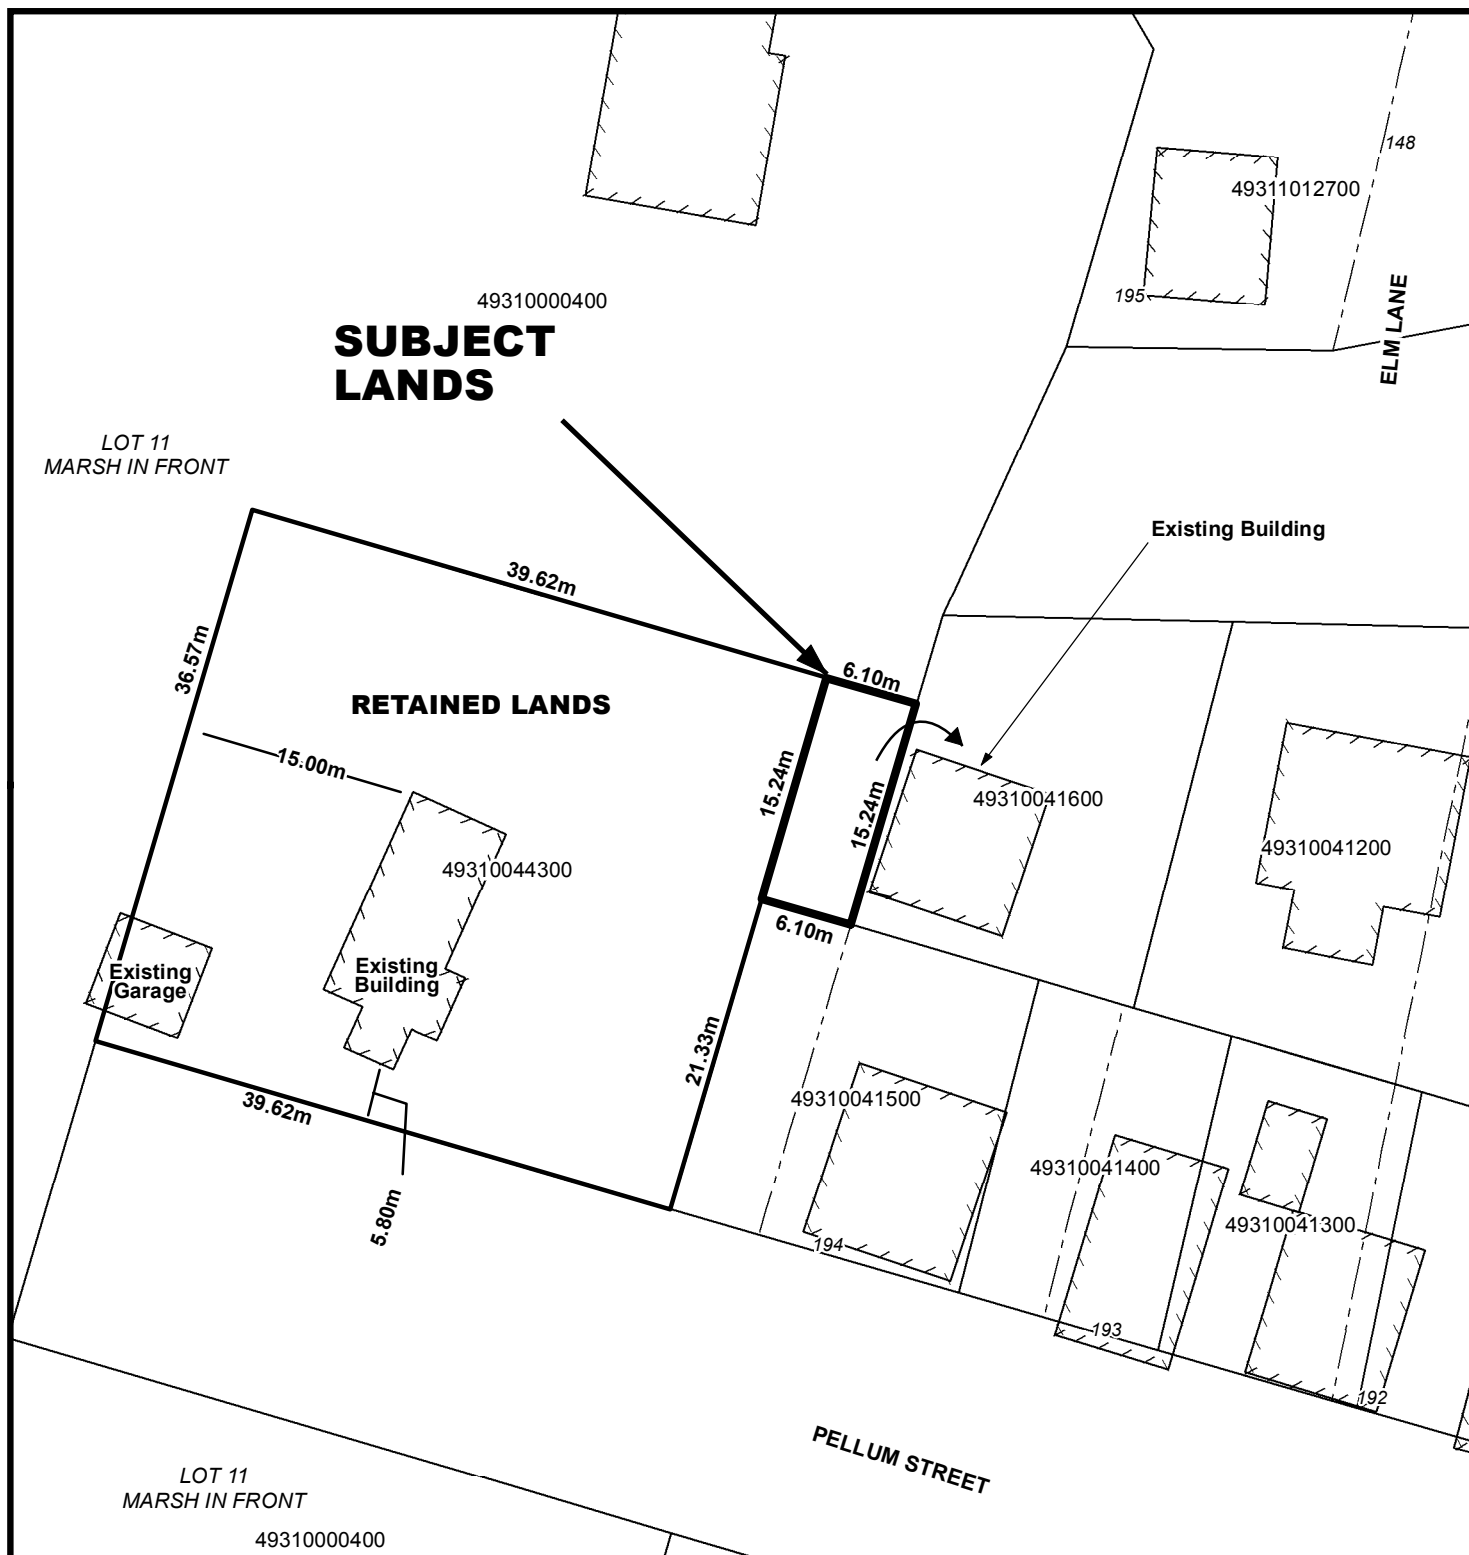 148
49311012700
195
ELM LANE
49310000400
SUBJECT
LANDS
LOT 11
MARSH IN FRONT
Existing Building
39.62m
36.57m
6.10m
RETAINED LANDS
15.00m
15.24m
15.24m
49310041600
49310041200
49310044300
6.10m
Existing
Building
Existing
Garage
21.33m
39.62m
49310041500
49310041400
5.80m
49310041300
194
193
192
PELLUM STREET
LOT 11
MARSH IN FRONT
49310000400